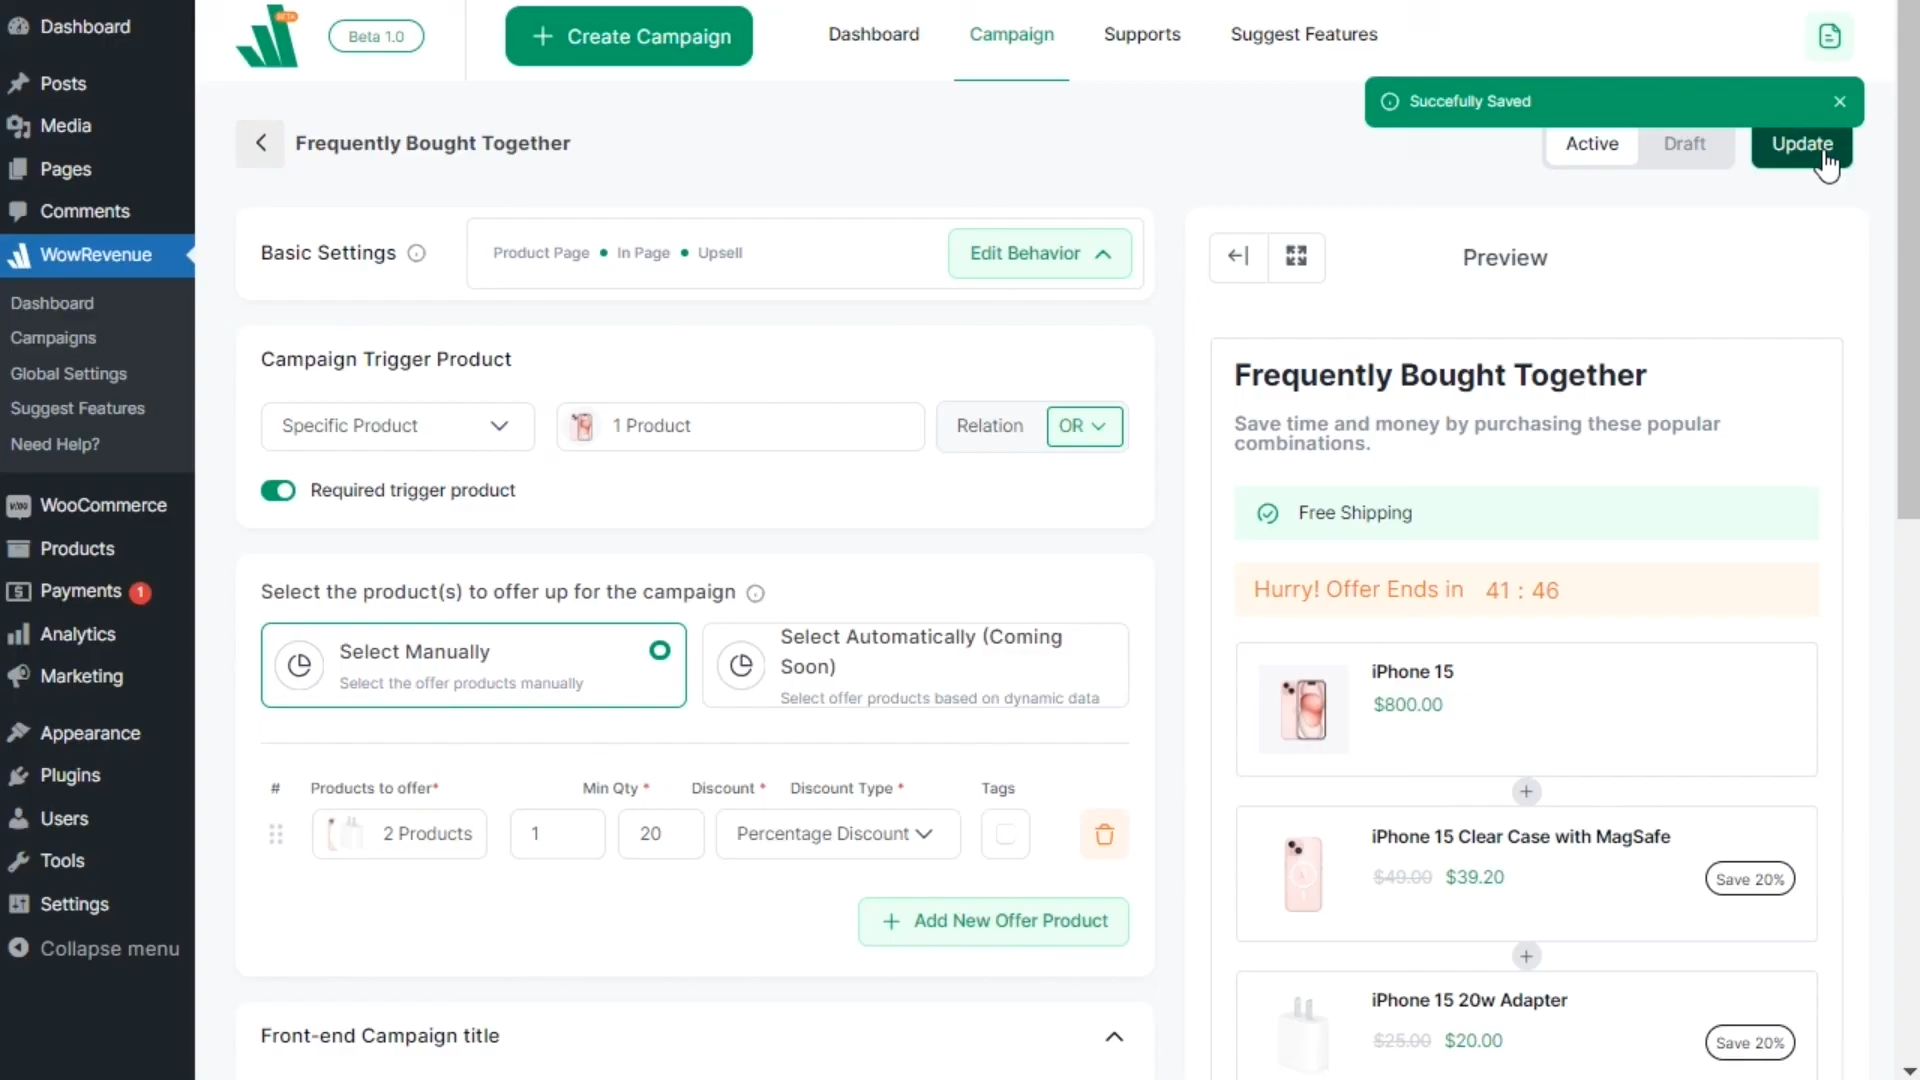 Dashboard
Posts
Media
Pages
Comments
WowRevenue
Dashboard
Campaigns
Global Settings
Suggest Features
Need Help?
WooCommerce
Products
Payments 1
Analytics
Marketing
Appearance
Plugins
Users
Tools
Settings
Collapse menu
BETA
Beta 1.0
+ Create Campaign
Dashboard
Campaign
Supports
Suggest Features
Succefully Saved
Frequently Bought Together
Active
Draft
Update
Basic Settings
Product Page • In Page • Upsell
Edit Behavior
Campaign Trigger Product
Specific Product
1 Product
Relation
OR
Required trigger product
Select the product(s) to offer up for the campaign
Select Manually
Select the offer products manually
Select Automatically (Coming
Soon)
Select offer products based on dynamic data
# Products to offer* Min Qty * Discount * Discount Type * Tags
2 Products 1 20 Percentage Discount
+ Add New Offer Product
Front-end Campaign title
Preview
Frequently Bought Together
Save time and money by purchasing these popular
combinations.
Free Shipping
Hurry! Offer Ends in 41 : 46
iPhone 15
$800.00
+
iPhone 15 Clear Case with MagSafe
$49.00 $39.20
Save 20%
+
iPhone 15 20w Adapter
$25.00 $20.00
Save 20%